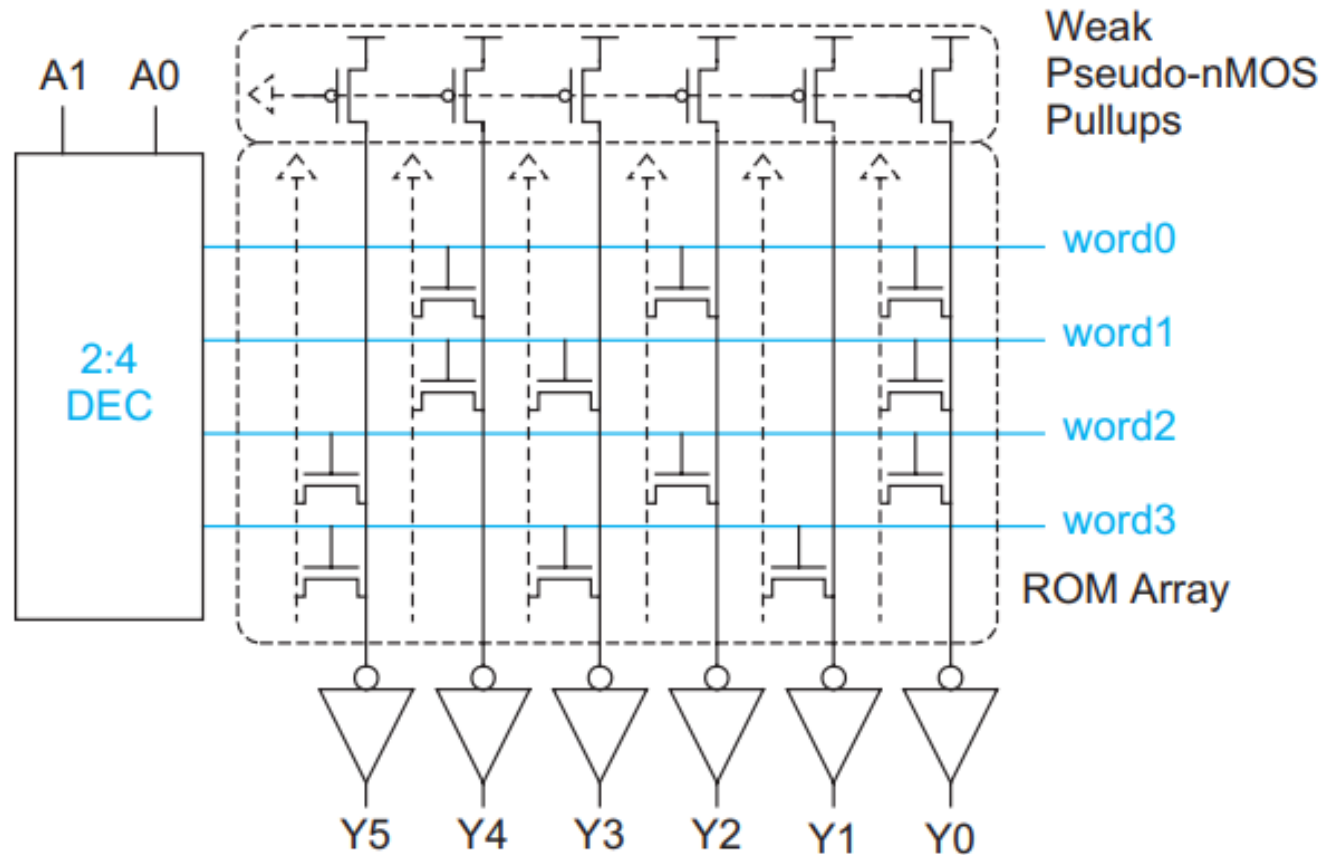 Weak
Pseudo-nMOS
Pullups
A1 A0
word0
word1
2:4
DEC
word2
word3
ROM Array
Y5 Y4 Y3 Y2 Y1 Y0